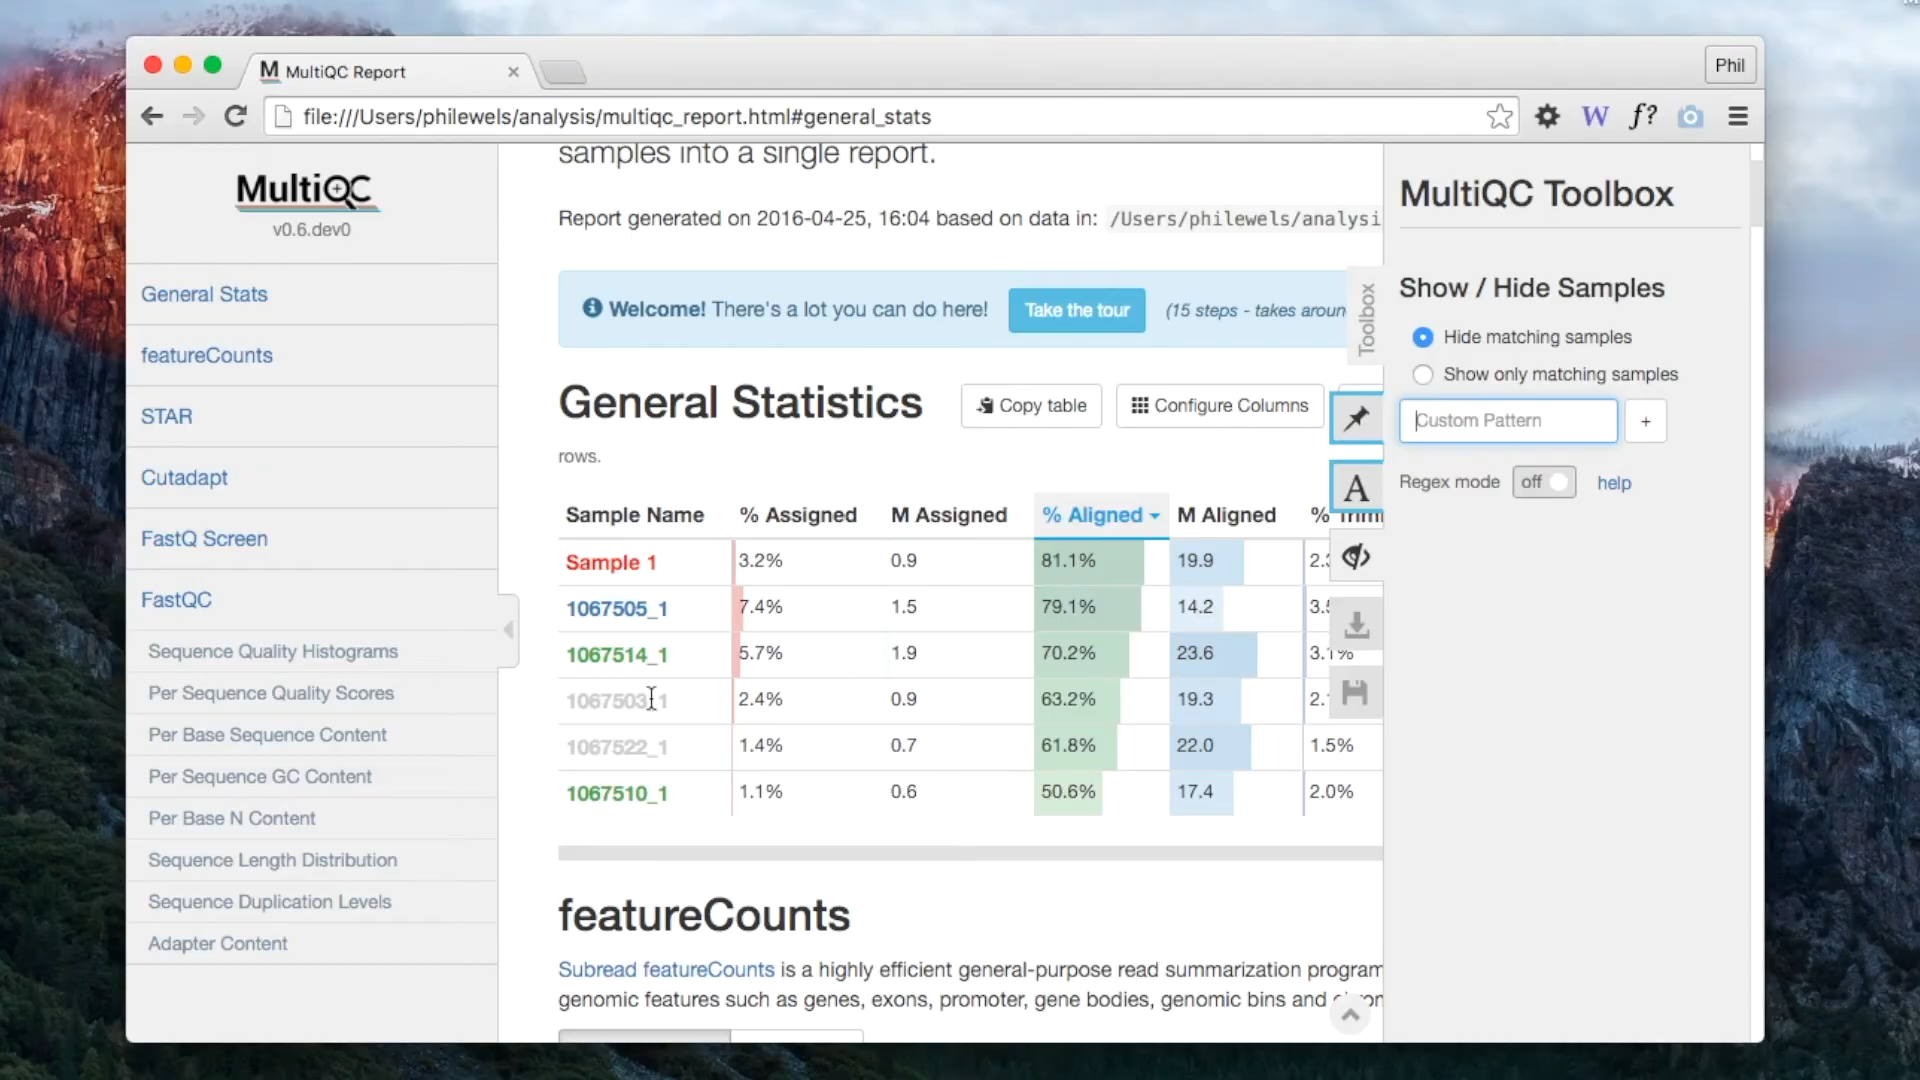 MultiQC Report
Phil
file:///Users/philewels/analysis/multiqc_report.html#general_stats
W f?
MultiQC
v0.6.dev0
General Stats
featureCounts
STAR
Cutadapt
FastQ Screen
FastQC
Sequence Quality Histograms
Per Sequence Quality Scores
Per Base Sequence Content
Per Sequence GC Content
Per Base N Content
Sequence Length Distribution
Sequence Duplication Levels
Adapter Content
samples into a single report.
Report generated on 2016-04-25, 16:04 based on data in: /Users/philewels/analysi
Welcome! There's a lot you can do here! Take the tour (15 steps - takes aroun
General Statistics Copy table Configure Columns
rows.
Sample Name % Assigned M Assigned % Aligned M Aligned %
Sample 1 3.2% 0.9 81.1% 19.9
1067505_1 7.4% 1.5 79.1% 14.2
1067514_1 5.7% 1.9 70.2% 23.6 3.1%
1067503_1 2.4% 0.9 63.2% 19.3
1067522_1 1.4% 0.7 61.8% 22.0 1.5%
1067510_1 1.1% 0.6 50.6% 17.4 2.0%
featureCounts
Subread featureCounts is a highly efficient general-purpose read summarization program
genomic features such as genes, exons, promoter, gene bodies, genomic bins and
Toolbox
A
MultiQC Toolbox
Show / Hide Samples
Hide matching samples
Show only matching samples
Custom Pattern +
Regex mode off help